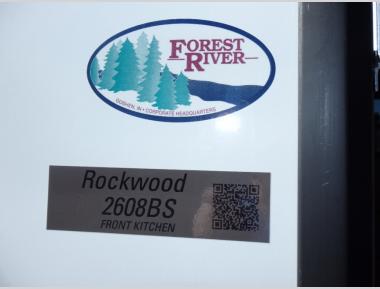 FOREST
RIVER
GOSHEN, IN • CORPORATE HEADQUARTERS
Rockwood
2608BS
FRONT KITCHEN